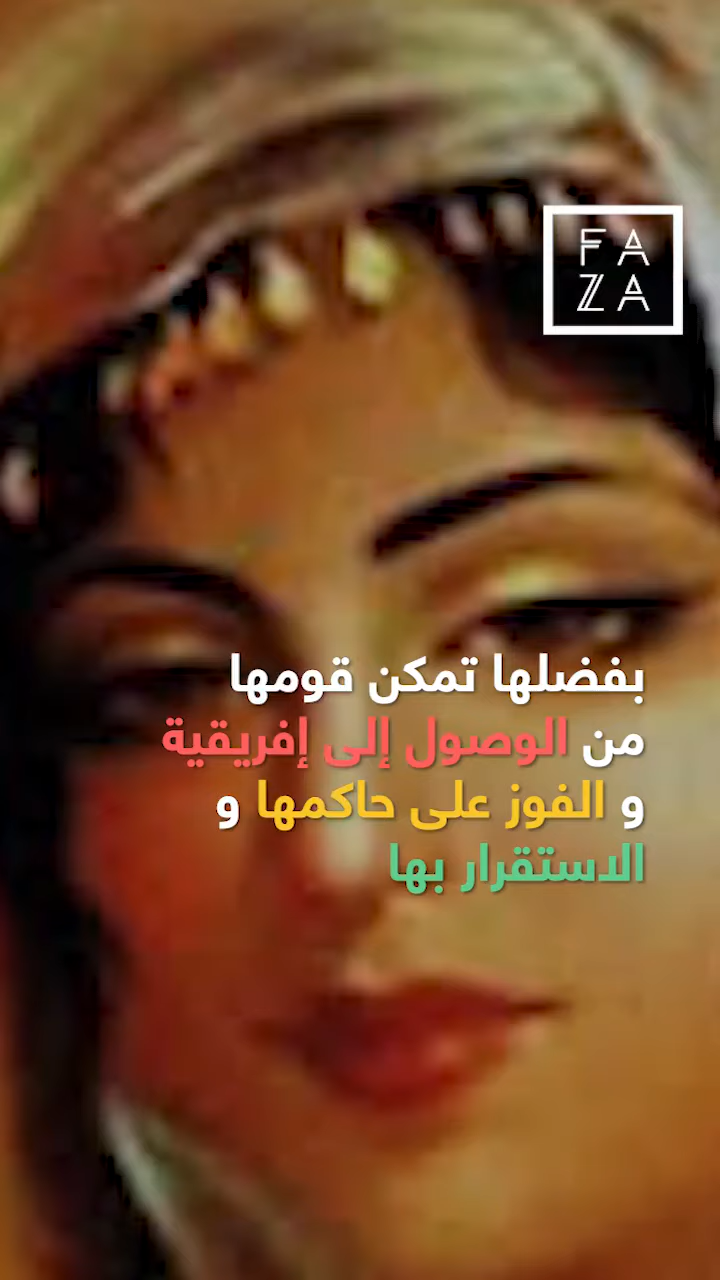 FA
ZA
بفضلها تمكن قومها
من الوصول إلى إفريقية
و الفوز على حاكمها و
الاستقرار بها